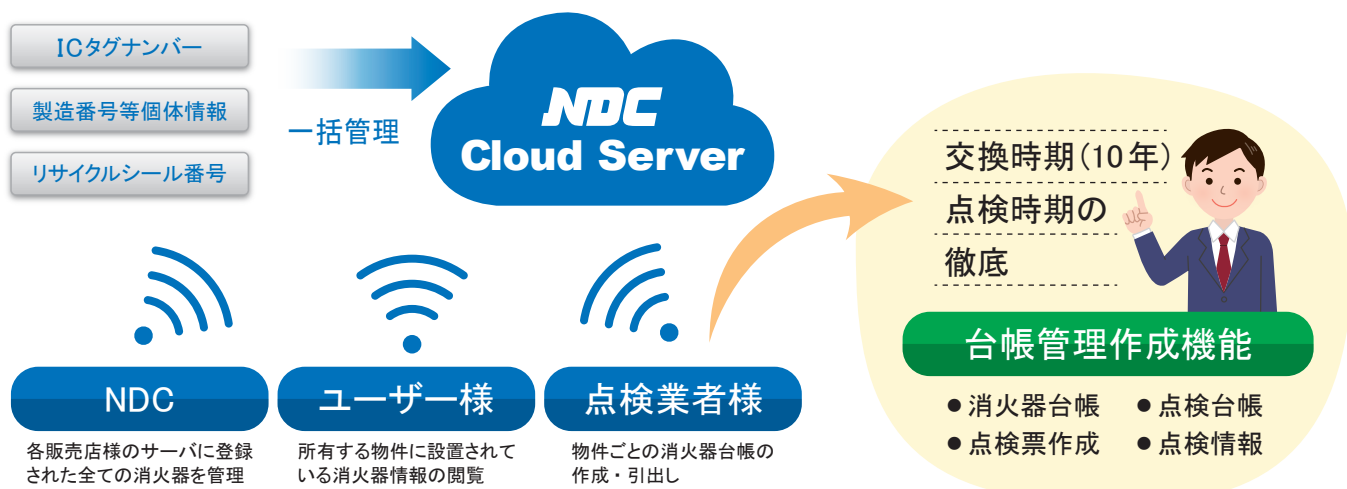 ICタグナンバー
製造番号等個体情報
リサイクルシール番号
一括管理
NDC
Cloud Server
交換時期(10年)
点検時期の
徹底
NDC
各販売店様のサーバに登録
された全ての消火器を管理
ユーザー様
所有する物件に設置されて
いる消火器情報の閲覧
点検業者様
物件ごとの消火器台帳の
作成・引出し
台帳管理作成機能
●消火器台帳 ●点検台帳
●点検票作成 ●点検情報